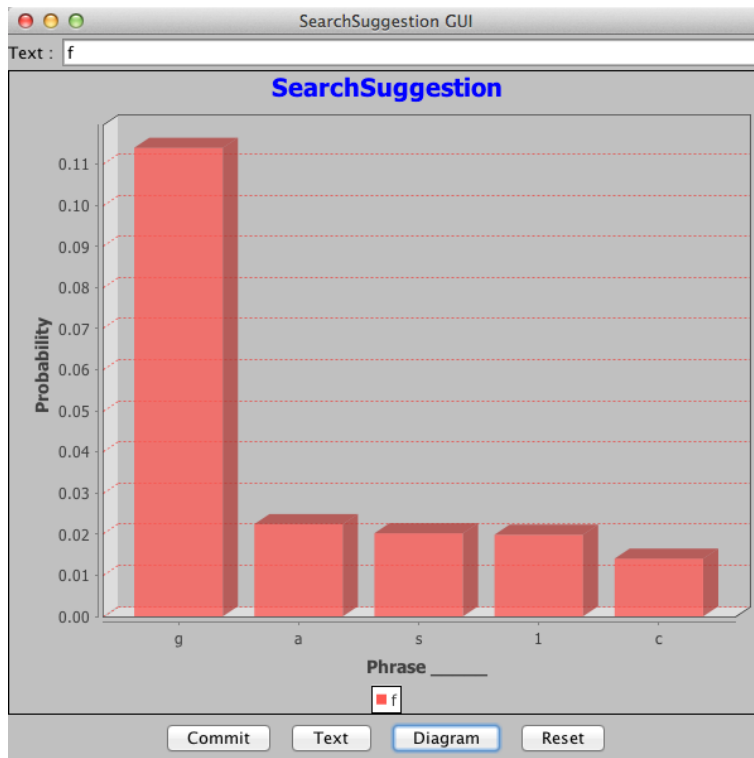 SearchSuggestion GUI
Text : f
SearchSuggestion
0.11
0.10
0.09
0.08
0.07
0.06
0.05
0.04
0.03
0.02
0.01
0.00
Probability
g a s 1 c
Phrase _____
f
Commit Text Diagram Reset